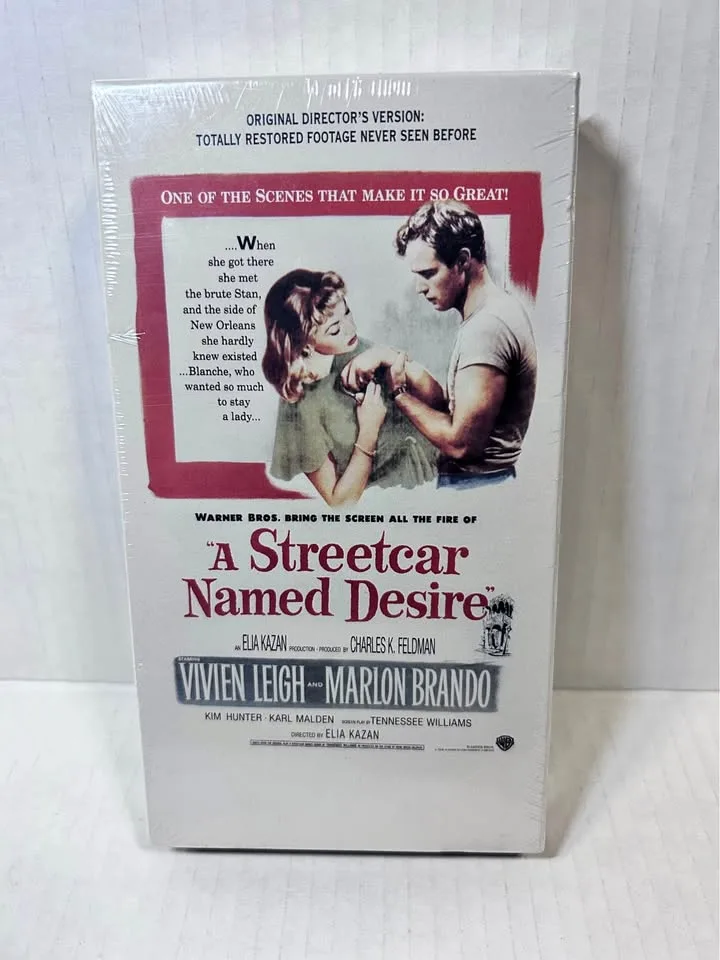 ORIGINAL DIRECTOR'S VERSION:
TOTALLY RESTORED FOOTAGE NEVER SEEN BEFORE
ONE OF THE SCENES THAT MAKE IT SO GREAT!
....When
she got there
she met
the brute Stan,
and the side of
New Orleans
she hardly
knew existed
...Blanche, who
wanted so much
to stay
a lady...
WARNER BROS. BRING THE SCREEN ALL THE FIRE OF
"A Streetcar
Named Desire"
AN ELIA KAZAN PRODUCTION · PRODUCED BY CHARLES K. FELDMAN
STARRING
VIVIEN LEIGH AND MARLON BRANDO
KIM HUNTER · KARL MALDEN SCREEN PLAY BY TENNESSEE WILLIAMS
DIRECTED BY ELIA KAZAN